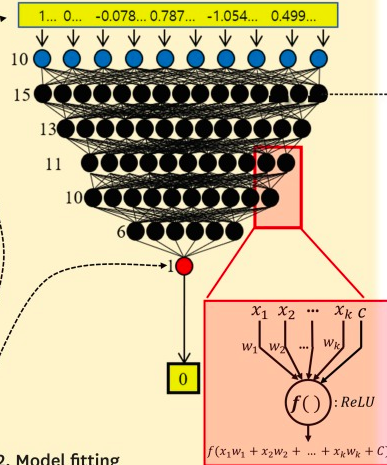 1... 0... -0.078... 0.787... -1.054... 0.499...
10
15
13
11
10
6
1
0
x₁ x₂ ... xₖ c
w₁ w₂ ... wₖ
f( ) : ReLU
f(x₁w₁ + x₂w₂ + ... + xₖwₖ + C)
2. Model fitting